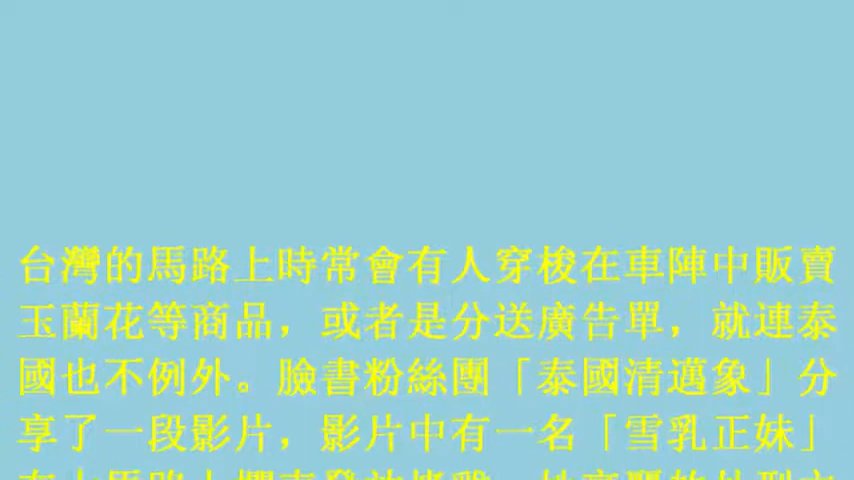 台灣的馬路上時常會有人穿梭在車陣中販賣
玉蘭花等商品，或者是分送廣告單，就連泰
國也不例外。臉書粉絲團「泰國清邁象」分
享了一段影片，影片中有一名「雪乳正妹」